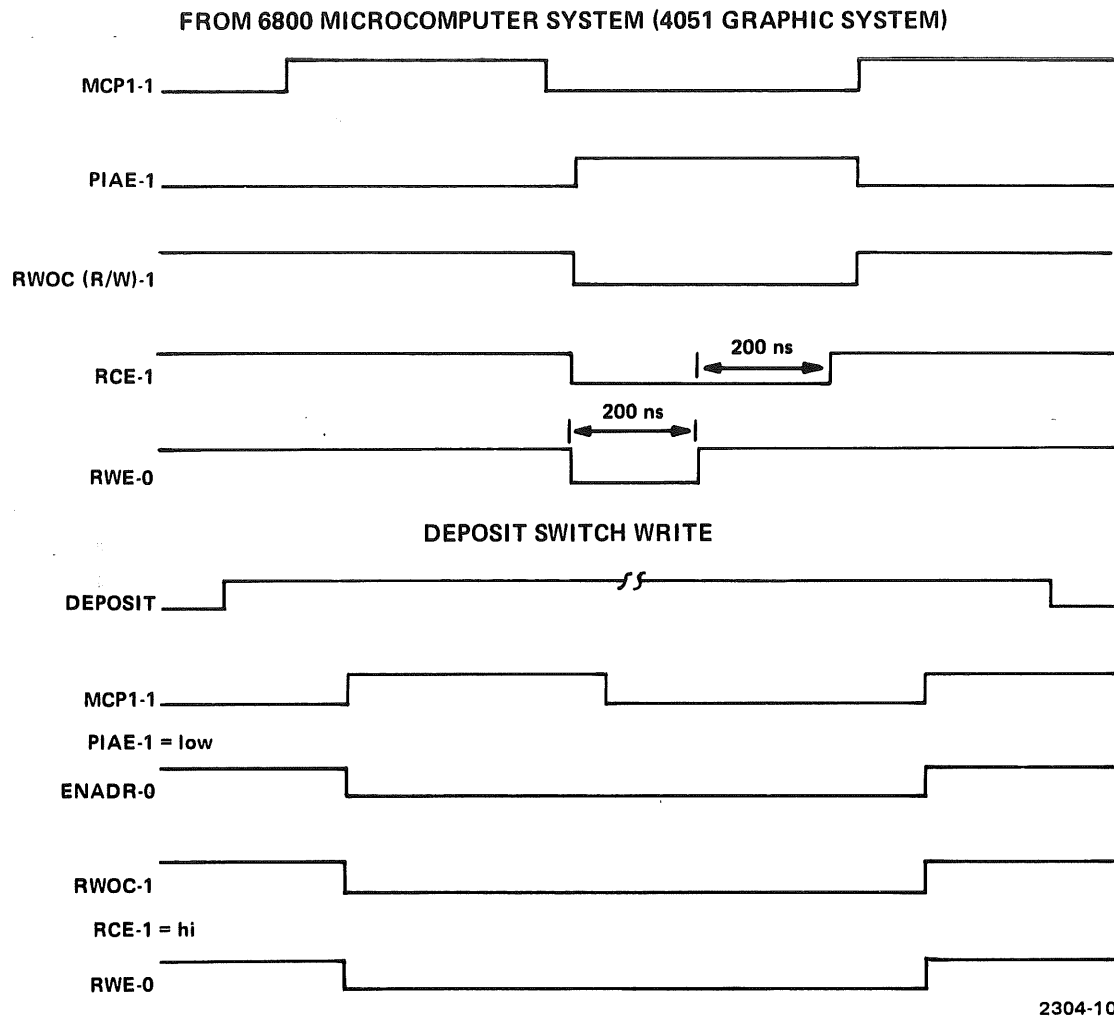 FROM 6800 MICROCOMPUTER SYSTEM (4051 GRAPHIC SYSTEM)
MCP1-1
PIAE-1
RWOC (R/W)-1
RCE-1
200 ns
200 ns
RWE-0
DEPOSIT SWITCH WRITE
DEPOSIT
MCP1-1
PIAE-1 = low
ENADR-0
RWOC-1
RCE-1 = hi
RWE-0
2304-10